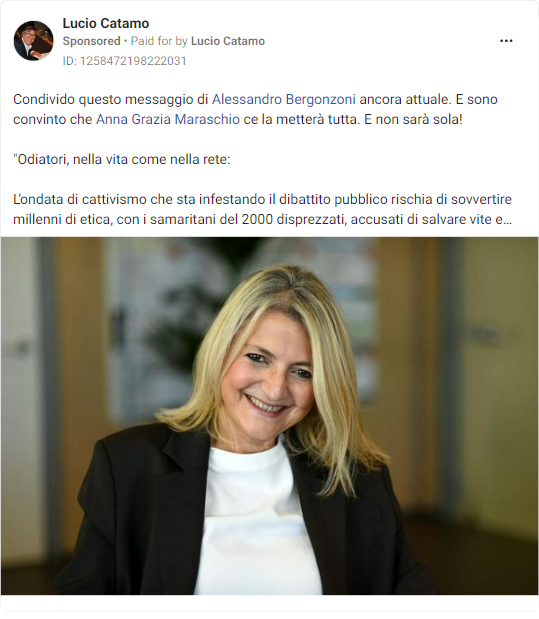 Lucio Catamo
Sponsored • Paid for by Lucio Catamo
ID: 1258472198222031
Condivido questo messaggio di Alessandro Bergonzoni ancora attuale. E sono
convinto che Anna Grazia Maraschio ce la metterà tutta. E non sarà sola!
"Odiatori, nella vita come nella rete:
L'ondata di cattivismo che sta infestando il dibattito pubblico rischia di sovvertire
millenni di etica, con i samaritani del 2000 disprezzati, accusati di salvare vite e...